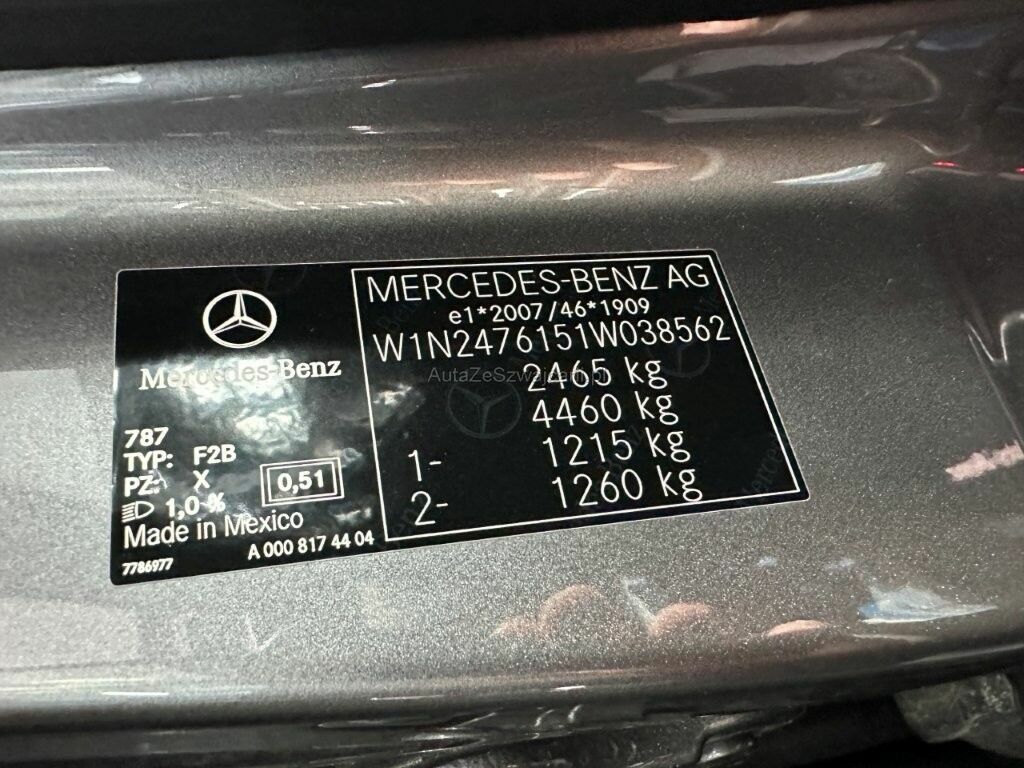 Mercedes-Benz
787
TYP: F2B
PZ: X
0,51
1,0 %
Made in Mexico
A 000 817 44 04
7786977
MERCEDES-BENZ AG
e1*2007/46*1909
W1N2476151W038562
2465 kg
4460 kg
1- 1215 kg
2- 1260 kg
AutaZeSzwajcarii.pl